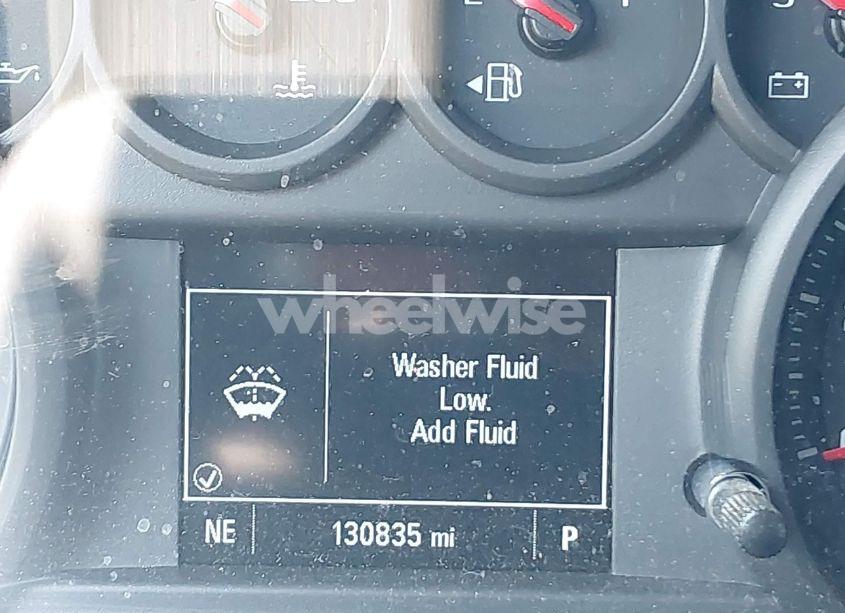 wheelwise
Washer Fluid
Low.
Add Fluid
NE 130835 mi P